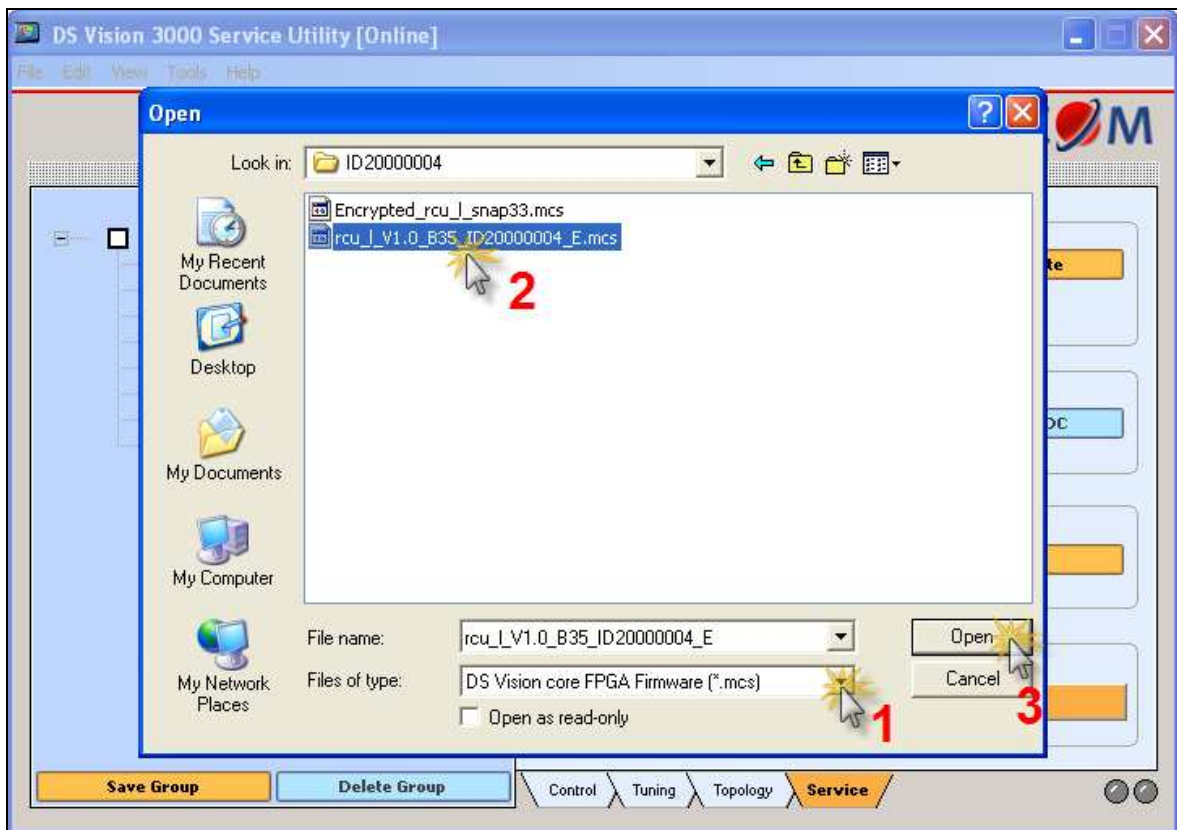 DS Vision 3000 Service Utility [Online]
File Edit View Tools Help
Open
M
Look in: ID20000004
Encrypted_rcu_l_snap33.mcs
rcu_l_V1.0_B35_ID20000004_E.mcs
2
My Recent
Documents
Desktop
My Documents
My Computer
My Network
Places
te
DC
File name: rcu_l_V1.0_B35_ID20000004_E Open
Files of type: DS Vision core FPGA Firmware (*.mcs) Cancel
Open as read-only
1
3
Save Group Delete Group Control Tuning Topology Service